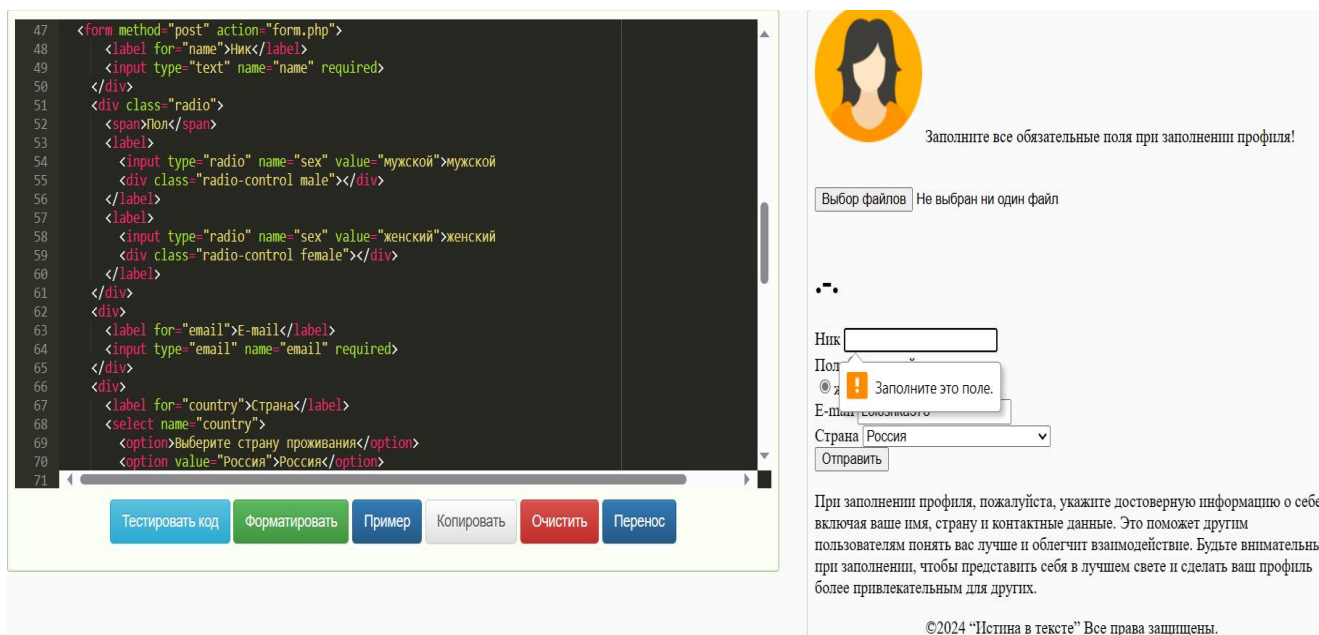 47 <form method="post" action="form.php">
48 <label for="name">Ник</label>
49 <input type="text" name="name" required>
50 </div>
51 <div class="radio">
52 <span>Пол</span>
53 <label>
54 <input type="radio" name="sex" value="мужской">мужской
55 <div class="radio-control male"></div>
56 </label>
57 <label>
58 <input type="radio" name="sex" value="женский">женский
59 <div class="radio-control female"></div>
60 </label>
61 </div>
62 <div>
63 <label for="email">E-mail</label>
64 <input type="email" name="email" required>
65 </div>
66 <div>
67 <label for="country">Страна</label>
68 <select name="country">
69 <option>Выберите страну проживания</option>
70 <option value="Россия">Россия</option>
71
Тестировать код Форматировать Пример Копировать Очистить Перенос
Заполните все обязательные поля при заполнении профиля!
Выбор файлов Не выбран ни один файл
.-.
Ник
Пол
! Заполните это поле.
E-mail
Страна Россия
Отправить
При заполнении профиля, пожалуйста, укажите достоверную информацию о себе
включая ваше имя, страну и контактные данные. Это поможет другим
пользователям понять вас лучше и облегчит взаимодействие. Будьте
при заполнении, чтобы представить себя в лучшем свете и сделать ваш профиль
более привлекательным для других.
©2024 “Истина в тексте” Все права защищены.